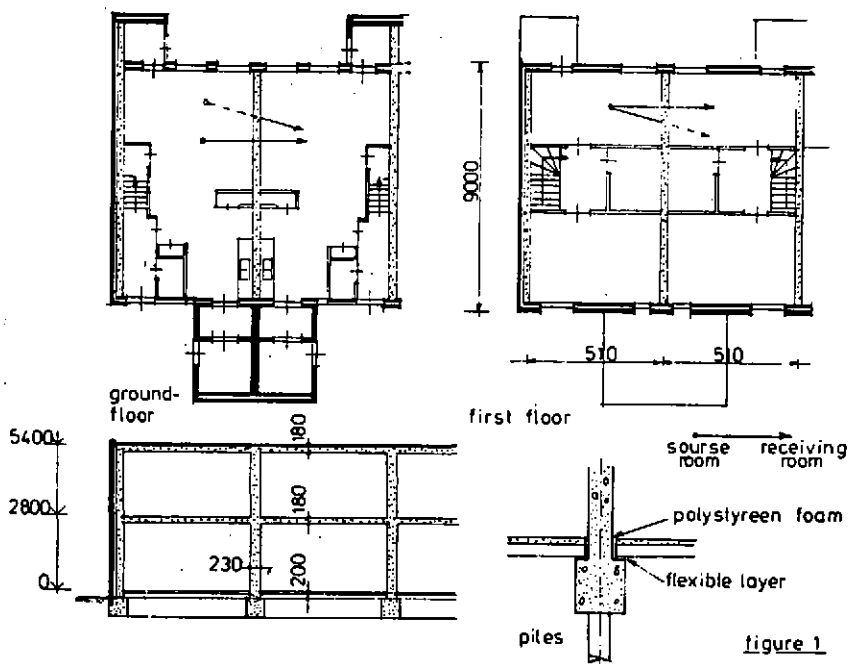 ground-
floor
9000
510
510
first floor
sourse
room
receiving
room
5400
2800
0
180
180
230
200
polystyreen foam
flexible layer
piles
figure 1